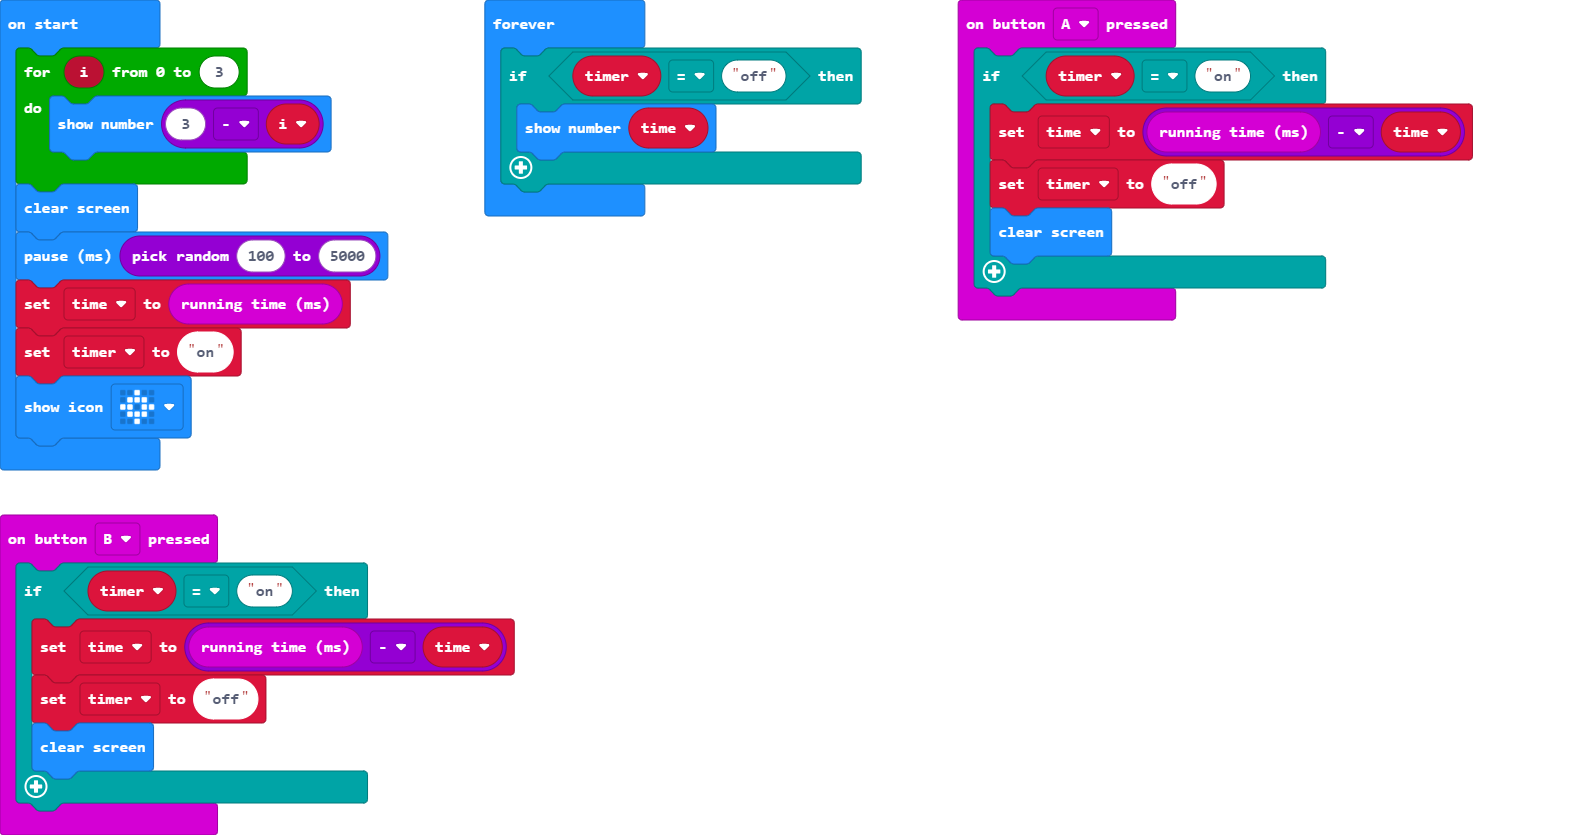 on start
for i from 0 to 3
do show number 3 - i
clear screen
pause (ms) pick random 100 to 5000
set time to running time (ms)
set timer to "on"
show icon
forever
if timer = "off" then
show number time
on button A pressed
if timer = "on" then
set time to running time (ms) - time
set timer to "off"
clear screen
on button B pressed
if timer = "on" then
set time to running time (ms) - time
set timer to "off"
clear screen